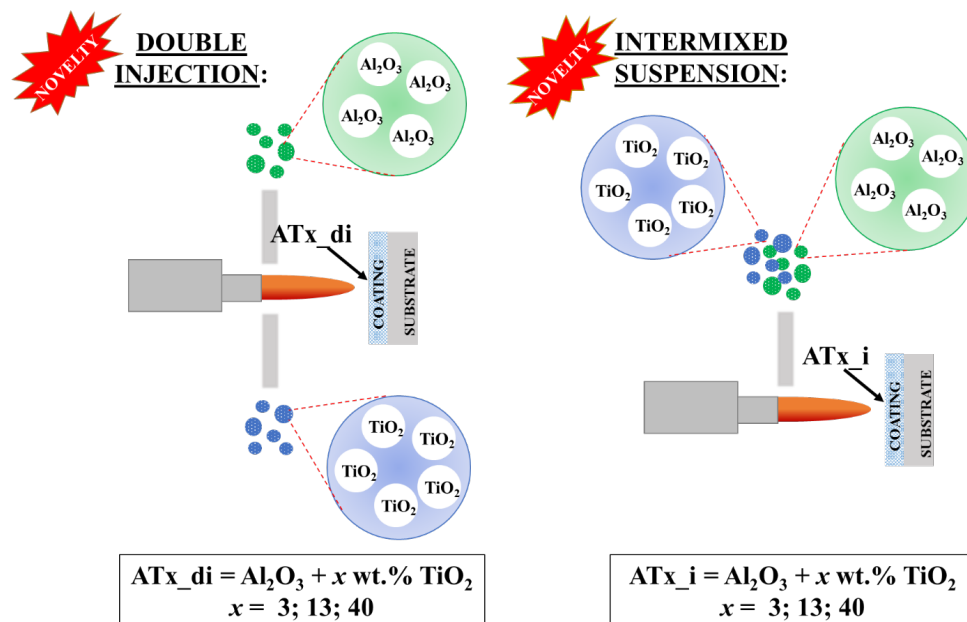 NOVELTY
DOUBLE
INJECTION:
Al₂O₃
Al₂O₃
Al₂O₃
Al₂O₃
ATx_di
COATING
SUBSTRATE
TiO₂
TiO₂
TiO₂
TiO₂
TiO₂
ATx_di = Al₂O₃ + x wt.% TiO₂
x = 3; 13; 40
NOVELTY
INTERMIXED
SUSPENSION:
TiO₂
TiO₂
TiO₂
TiO₂
TiO₂
Al₂O₃
Al₂O₃
Al₂O₃
Al₂O₃
ATx_i
COATING
SUBSTRATE
ATx_i = Al₂O₃ + x wt.% TiO₂
x = 3; 13; 40